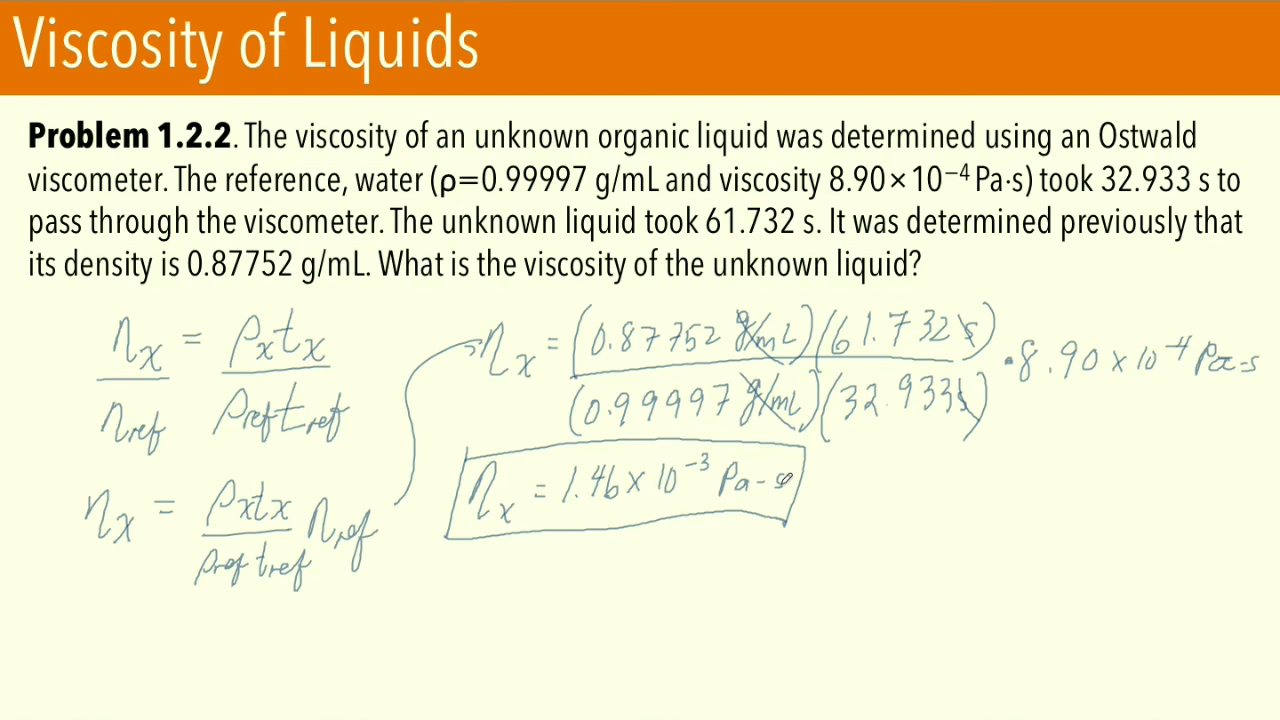 Viscosity of Liquids
Problem 1.2.2. The viscosity of an unknown organic liquid was determined using an Ostwald
viscometer. The reference, water (ρ=0.99997 g/mL and viscosity 8.90×10⁻⁴ Pa·s) took 32.933 s to
pass through the viscometer. The unknown liquid took 61.732 s. It was determined previously that
its density is 0.87752 g/mL. What is the viscosity of the unknown liquid?
ηx = ρxtx
ηref ρref tref
ηx = ρxtx ηref
ρref tref
ηx = (0.87752 g/mL)(61.732 s) · 8.90 × 10⁻⁴ Pa-s
(0.99997 g/mL)(32.933 s)
ηx = 1.46 × 10⁻³ Pa-s